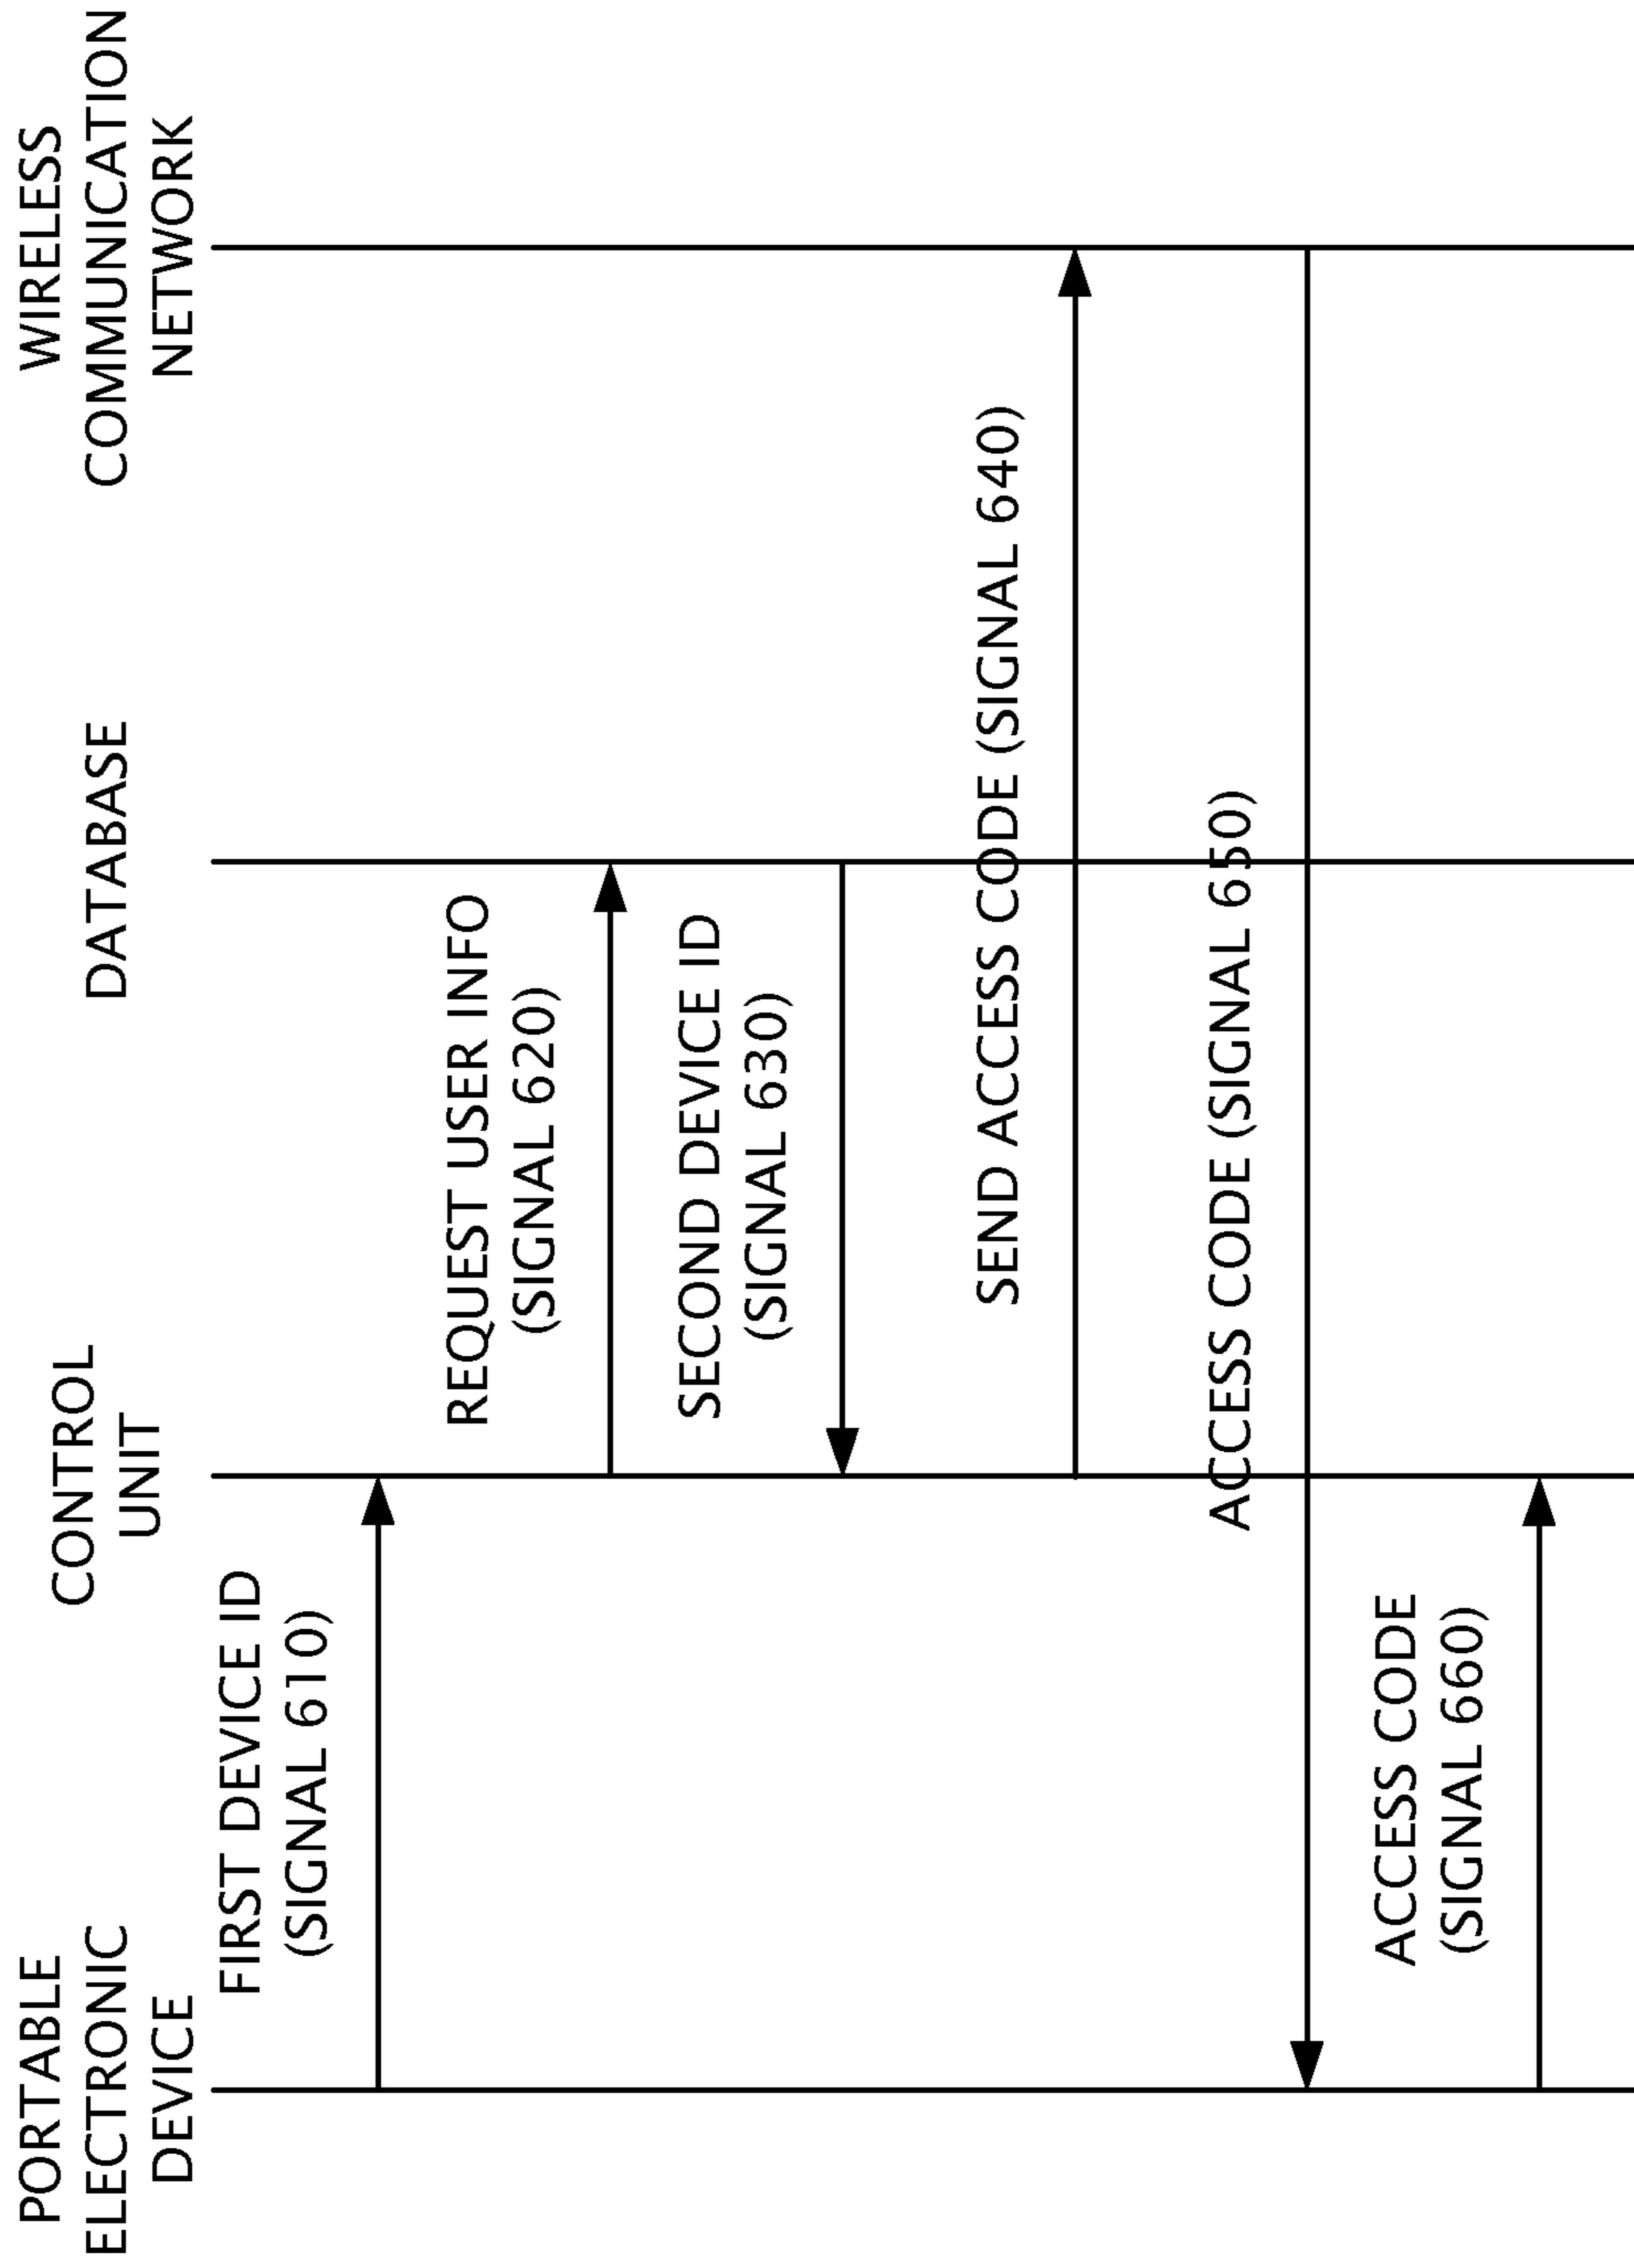 PORTABLE
ELECTRONIC
DEVICE
CONTROL
UNIT
DATABASE
WIRELESS
COMMUNICATION
NETWORK
FIRST DEVICE ID
(SIGNAL 610)
REQUEST USER INFO
(SIGNAL 620)
SECOND DEVICE ID
(SIGNAL 630)
SEND ACCESS CODE (SIGNAL 640)
ACCESS CODE (SIGNAL 650)
ACCESS CODE
(SIGNAL 660)